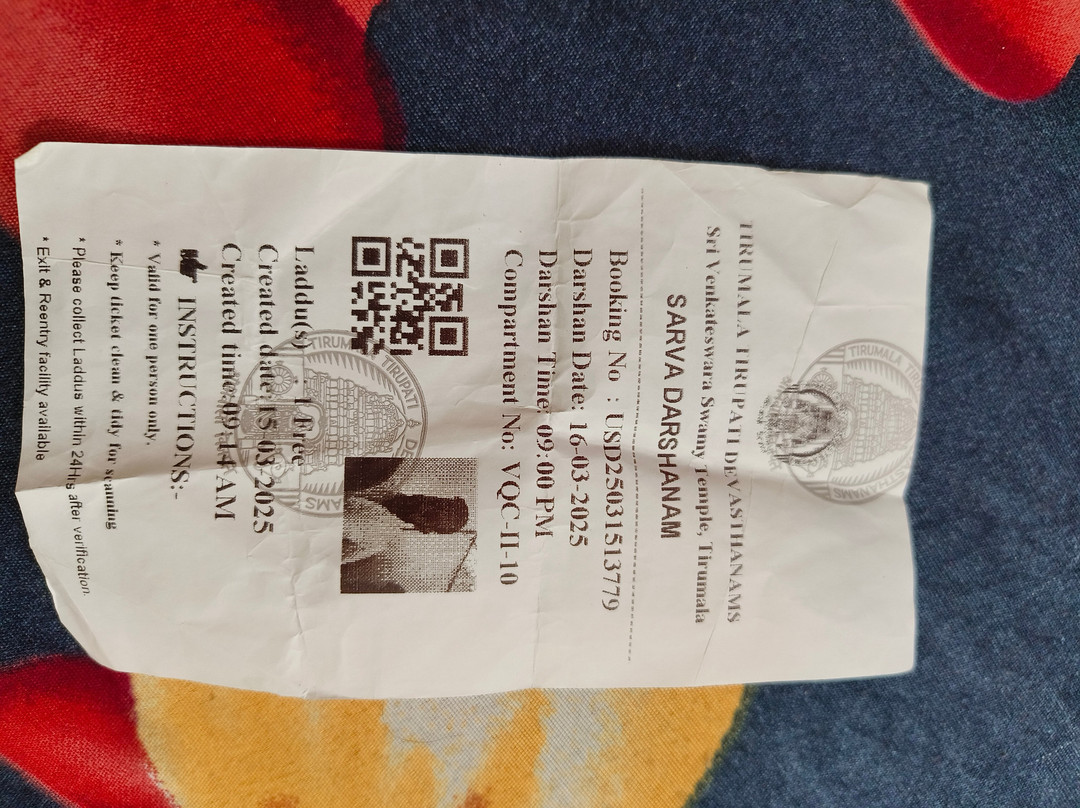 TIRUMALA TIRUPATI DEVASTHANAMS
Sri Venkateswara Swamy Temple, Tirumala
SARVA DARSHANAM
Booking No : USD25031513779
Darshan Date: 16-03-2025
Darshan Time: 09:00 PM
Compartment No: VQC-II-10
TIRUMALA TIRUPATI
Laddu(s) : 1 Free
Created date: 15-03-2025
Created time: 09:14 AM
INSTRUCTIONS:-
* Valid for one person only.
* Keep ticket clean & tidy for scanning
* Please collect Laddus within 24Hrs after verification.
* Exit & Reentry facility available